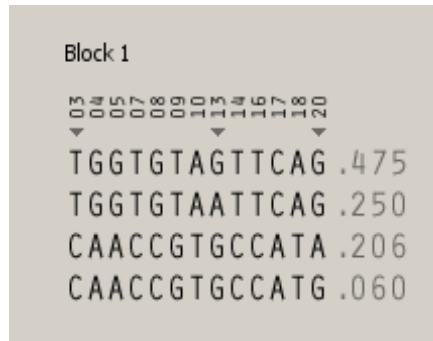 Block 1
03 04 05 07 08 09 10 13 14 16 17 18 20
TGGTGTAGTTCAG .475
TGGTGTAATTCAG .250
CAACCGTGCCATA .206
CAACCGTGCCATG .060